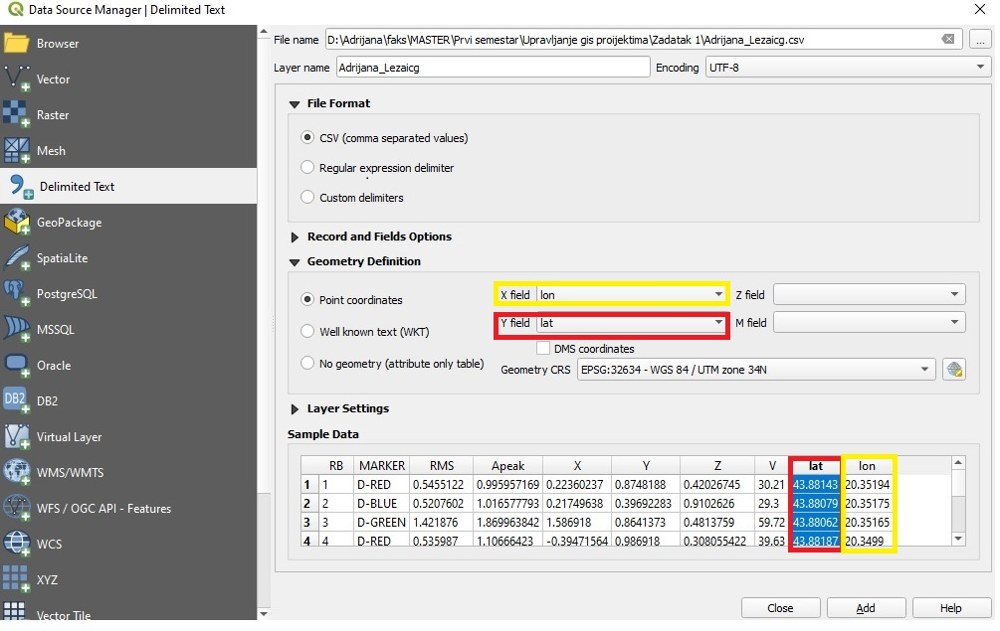 Data Source Manager | Delimited Text
Browser
Vector
Raster
Mesh
Delimited Text
GeoPackage
SpatiaLite
PostgreSQL
MSSQL
Oracle
DB2
DB2
Virtual Layer
WMS/WMTS
WFS / OGC API - Features
WCS
XYZ
Vector Tile
File name D:\Adrijana\faks\MASTER\Prvi semestar\Upravljanje gis proijektima\Zadatak 1\Adrijana_Lezaicg.csv ...
Layer name Adrijana_Lezaicg Encoding UTF-8
File Format
CSV (comma separated values)
Regular expression delimiter
Custom delimiters
Record and Fields Options
Geometry Definition
Point coordinates X field lon Z field
Y field lat M field
Well known text (WKT)
DMS coordinates
No geometry (attribute only table) Geometry CRS EPSG:32634 - WGS 84 / UTM zone 34N
Layer Settings
Sample Data
RB MARKER RMS Apeak X Y Z V lat lon
1 1 D-RED 0.5455122 0.995957169 0.22360237 0.8748188 0.42026745 30.21 43.88143 20.35194
2 2 D-BLUE 0.5207602 1.016577793 0.21749638 0.39692283 0.9102626 29.3 43.88079 20.35175
3 3 D-GREEN 1.421876 1.869963842 1.586918 0.8641373 0.4813759 59.72 43.88062 20.35165
4 4 D-RED 0.535987 1.10666423 -0.39471564 0.986918 0.308055422 39.63 43.88187 20.3499
Close Add Help